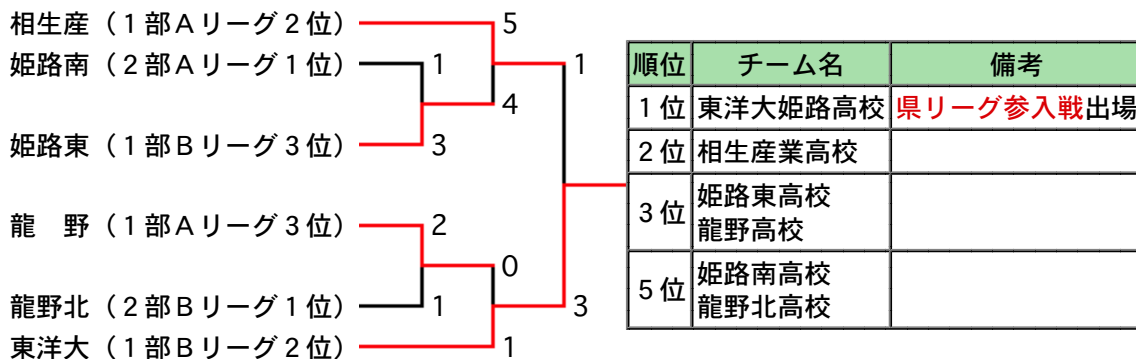 相生産（１部Ａリーグ２位） 5
姫路南（２部Ａリーグ１位） 1 1
4
姫路東（１部Ｂリーグ３位） 3
龍　野（１部Ａリーグ３位） 2
0
龍野北（２部Ｂリーグ１位） 1 3
東洋大（１部Ｂリーグ２位） 1
順位 チーム名 備考
１位 東洋大姫路高校 県リーグ参入戦出場
２位 相生産業高校
３位 姫路東高校
龍野高校
５位 姫路南高校
龍野北高校